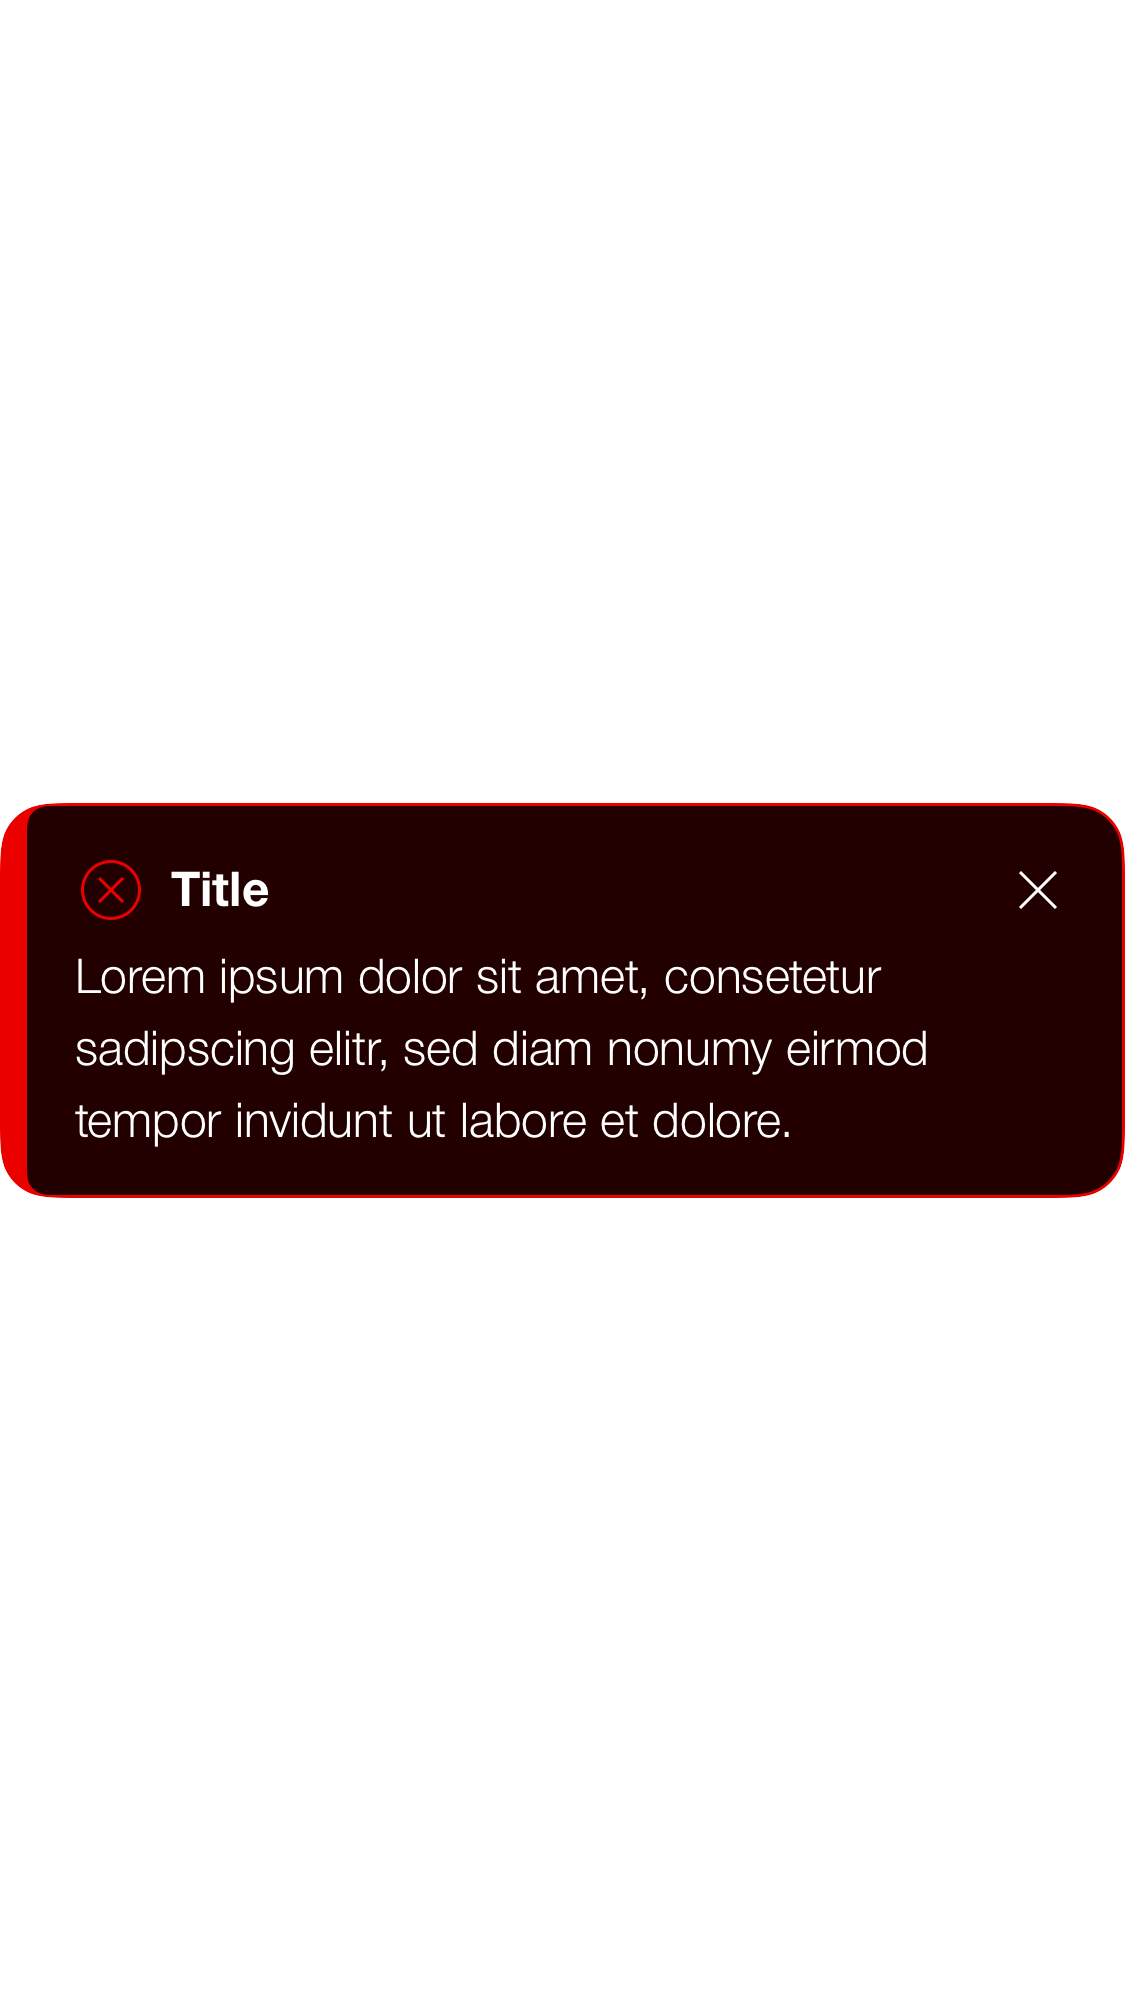 Title
Lorem ipsum dolor sit amet, consetetur
sadipscing elitr, sed diam nonumy eirmod
tempor invidunt ut labore et dolore.